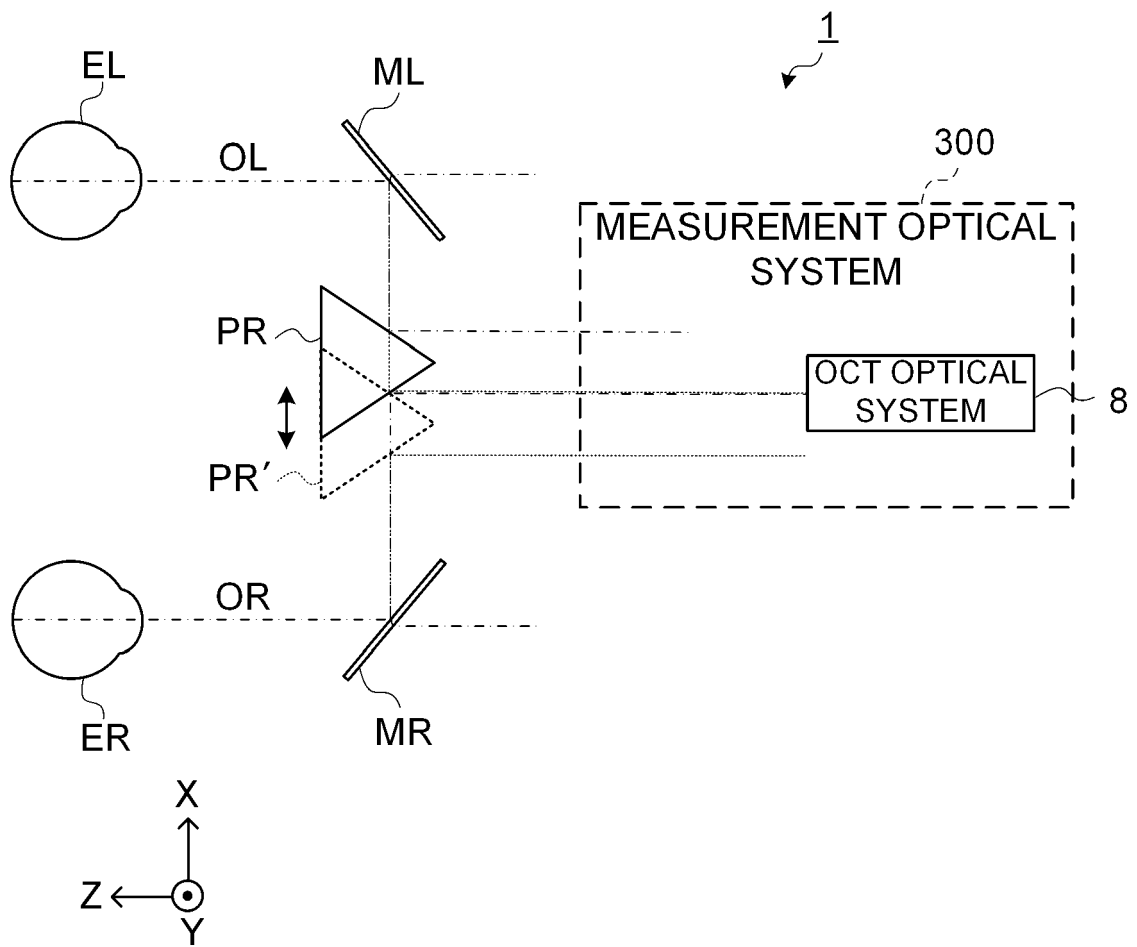 1
EL
ML
OL
300
MEASUREMENT OPTICAL
SYSTEM
PR
OCT OPTICAL
SYSTEM
8
PR′
OR
ER
MR
X
Z
Y